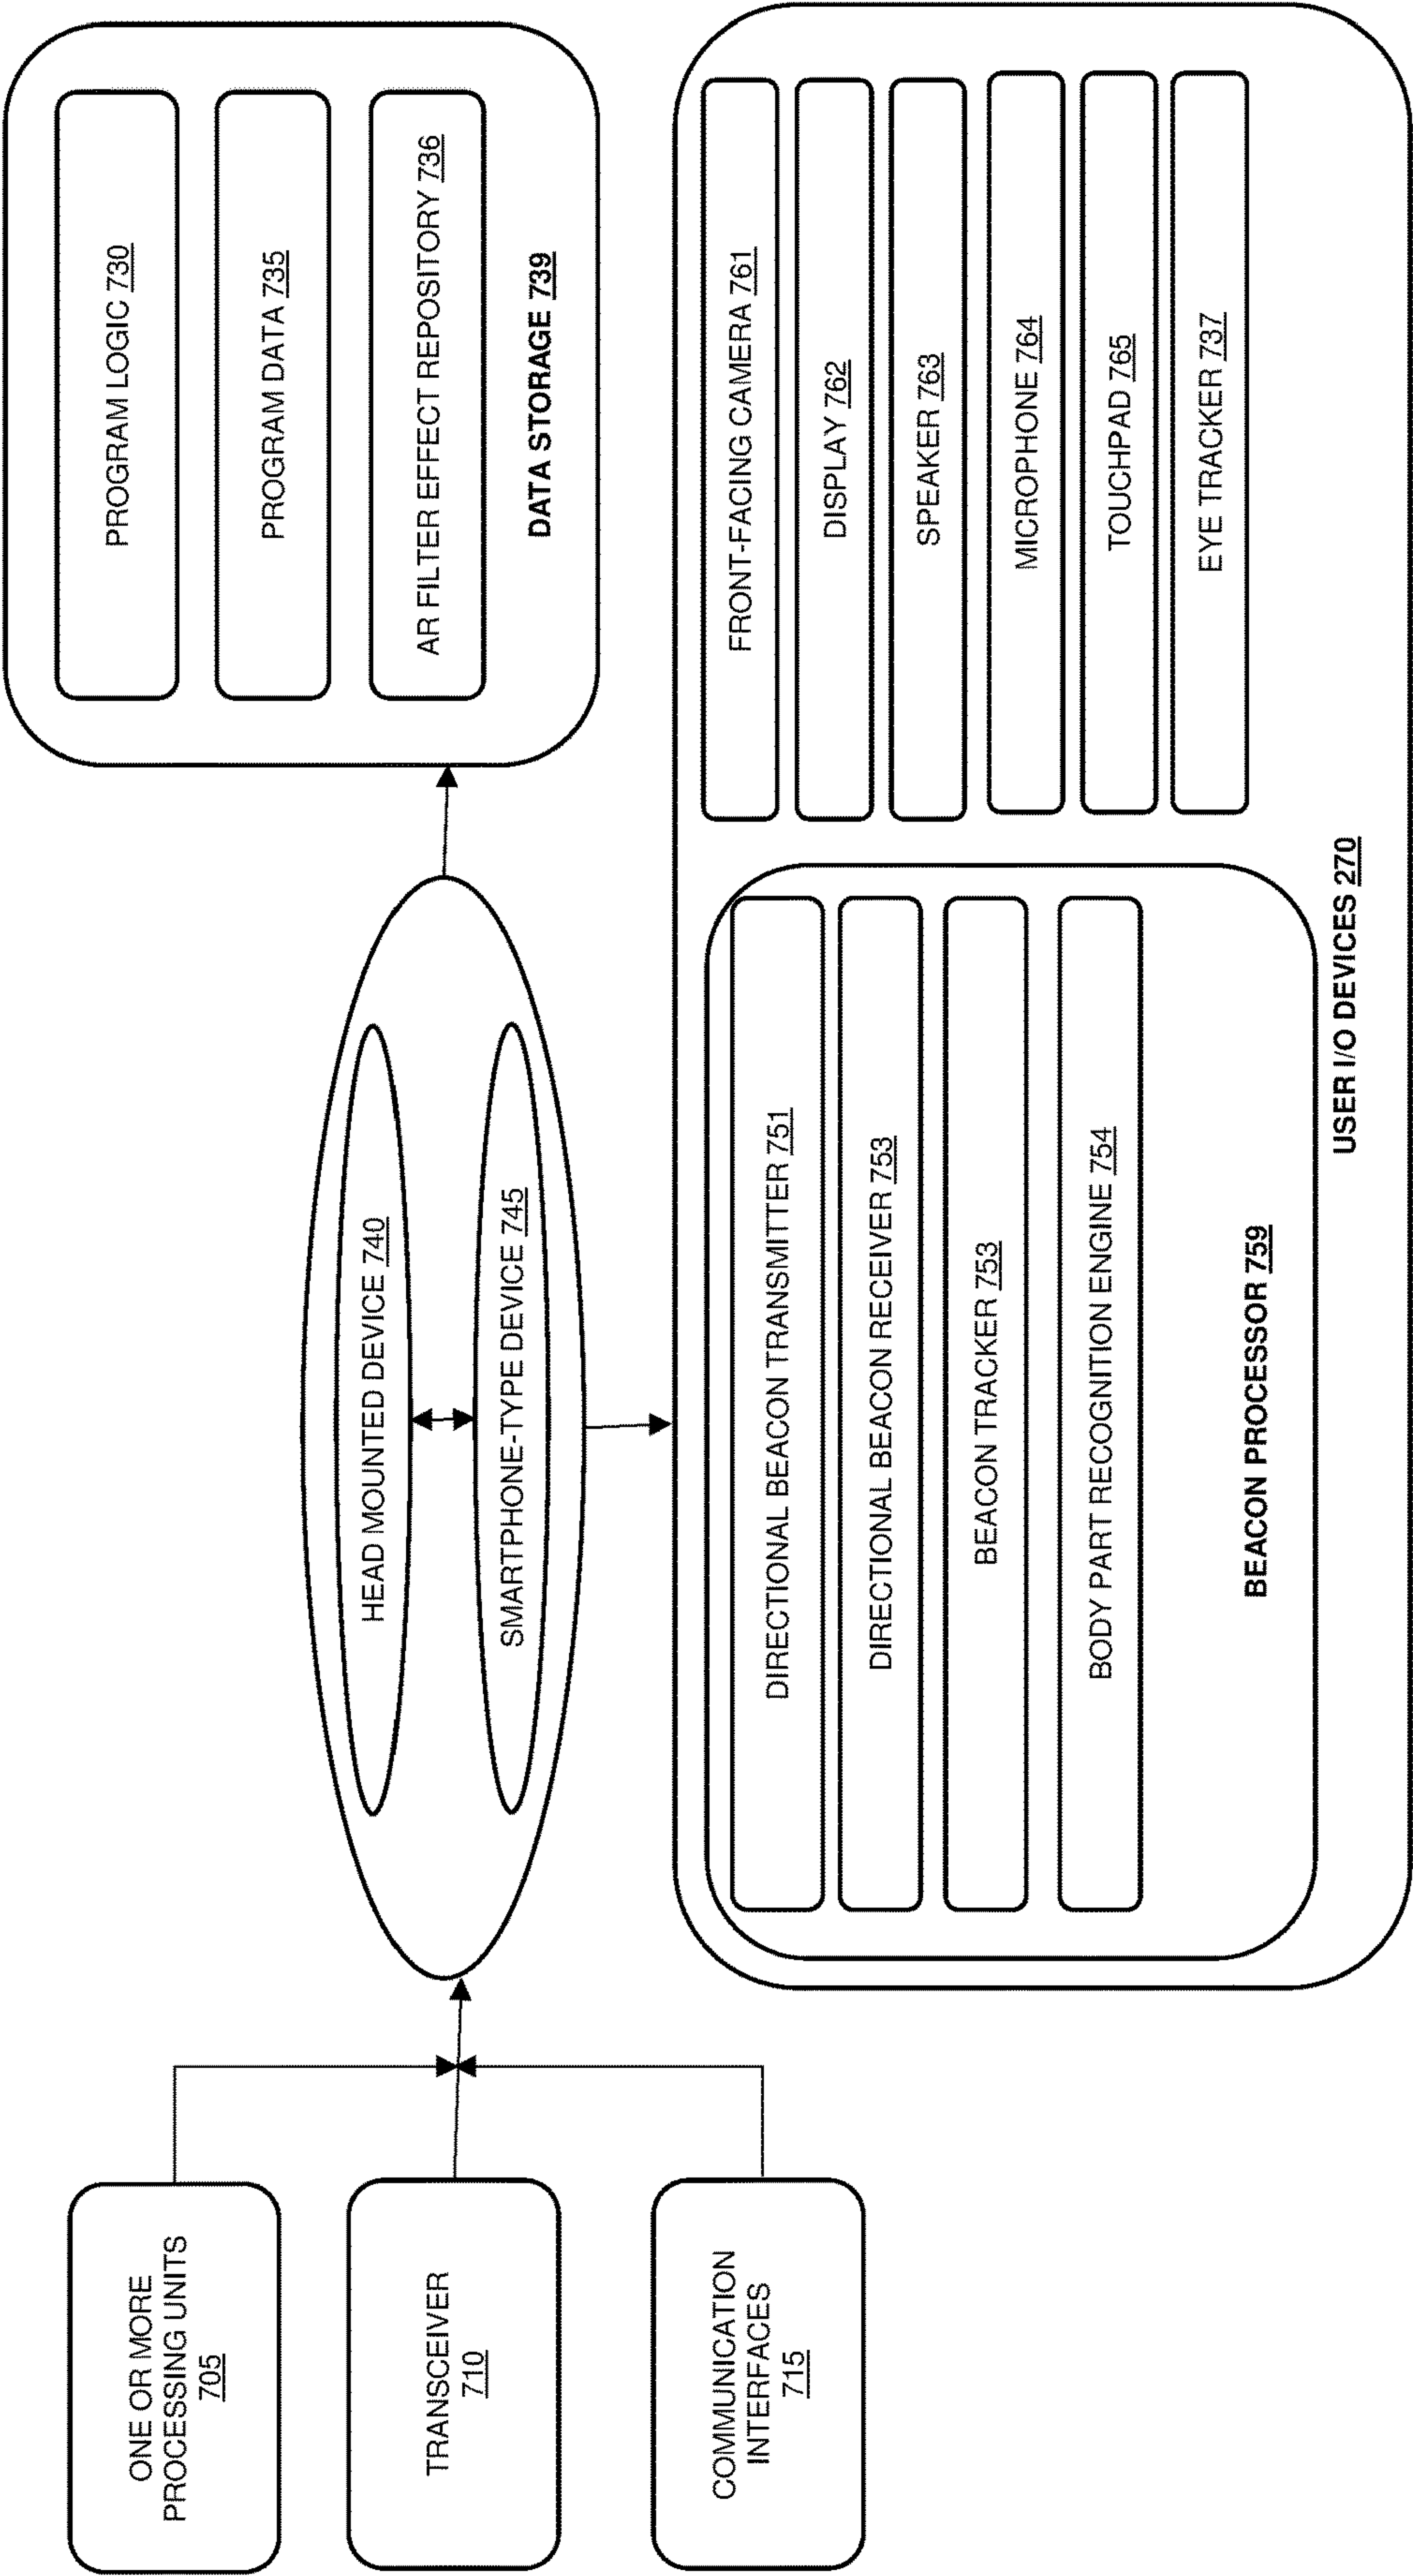 ONE OR MORE
PROCESSING UNITS
705
TRANSCEIVER
710
COMMUNICATION
INTERFACES
715
HEAD MOUNTED DEVICE 740
SMARTPHONE-TYPE DEVICE 745
PROGRAM LOGIC 730
PROGRAM DATA 735
AR FILTER EFFECT REPOSITORY 736
DATA STORAGE 739
DIRECTIONAL BEACON TRANSMITTER 751
DIRECTIONAL BEACON RECEIVER 753
BEACON TRACKER 753
BODY PART RECOGNITION ENGINE 754
BEACON PROCESSOR 759
FRONT-FACING CAMERA 761
DISPLAY 762
SPEAKER 763
MICROPHONE 764
TOUCHPAD 765
EYE TRACKER 737
USER I/O DEVICES 270